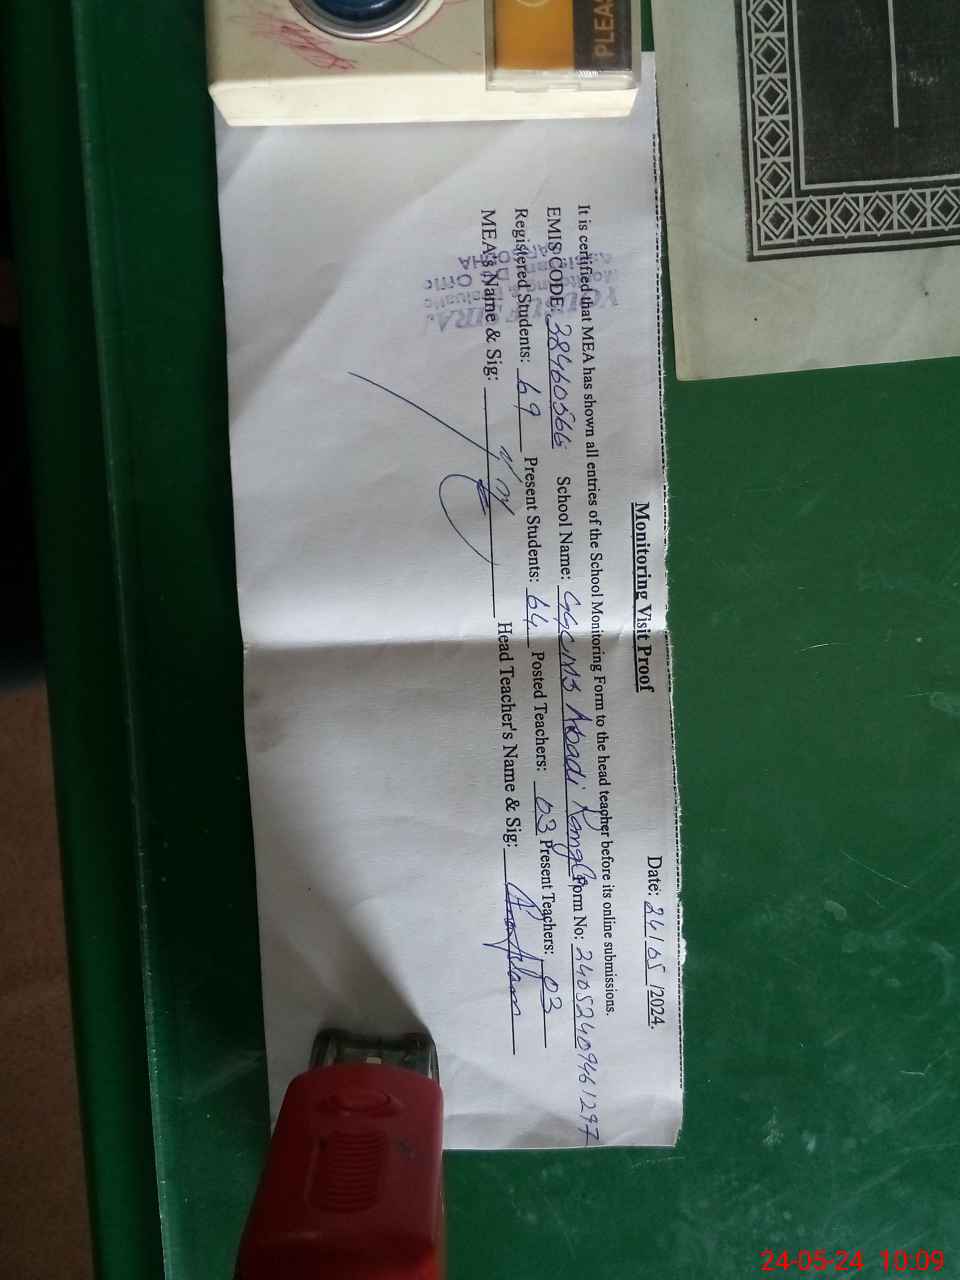 PLEA
Monitoring Visit Proof
Date: 24/05/2024.
It is certified that MEA has shown all entries of the School Monitoring Form to the head teacher before its online submissions.
EMIS CODE: 38460566 School Name: GGCMS Abadi Form No: 24052409461297
Registered Students: 69 Present Students: 64 Posted Teachers: 03 Present Teachers: 03
MEA's Name & Sig: Head Teacher's Name & Sig:
24-05-24 10:09